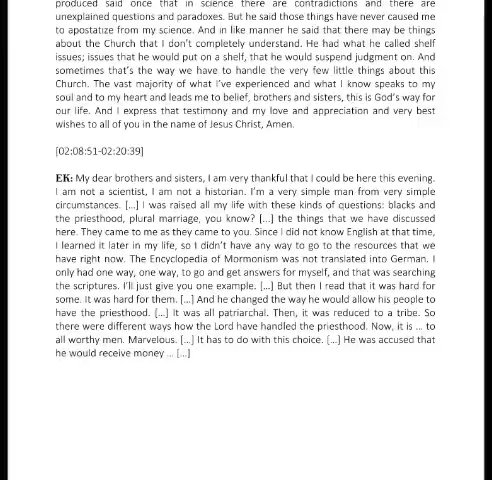 produced said once that in science there are contradictions and there are
unexplained questions and paradoxes. But he said those things have never caused me
to apostatize from my science. And in like manner he said that there may be things
about the Church that I don't completely understand. He had what he called shelf
issues; issues that he would put on a shelf, that he would suspend judgment on. And
sometimes that's the way we have to handle the very few little things about this
Church. The vast majority of what I've experienced and what I know speaks to my
soul and to my heart and leads me to belief, brothers and sisters, this is God's way for
our life. And I express that testimony and my love and appreciation and very best
wishes to all of you in the name of Jesus Christ, Amen.
[02:08:51-02:20:39]
EK: My dear brothers and sisters, I am very thankful that I could be here this evening.
I am not a scientist, I am not a historian. I'm a very simple man from very simple
circumstances. [...] I was raised all my life with these kinds of questions: blacks and
the priesthood, plural marriage, you know? [...] the things that we have discussed
here. They came to me as they came to you. Since I did not know English at that time,
I learned it later in my life, so I didn't have any way to go to the resources that we
have right now. The Encyclopedia of Mormonism was not translated into German. I
only had one way, one way, to go and get answers for myself, and that was searching
the scriptures. I'll just give you one example. [...] But then I read that it was hard for
some. It was hard for them. [...] And he changed the way he would allow his people to
have the priesthood. [...] It was all patriarchal. Then, it was reduced to a tribe. So
there were different ways how the Lord have handled the priesthood. Now, it is ... to
all worthy men. Marvelous. [...] It has to do with this choice. [...] He was accused that
he would receive money ... [...]